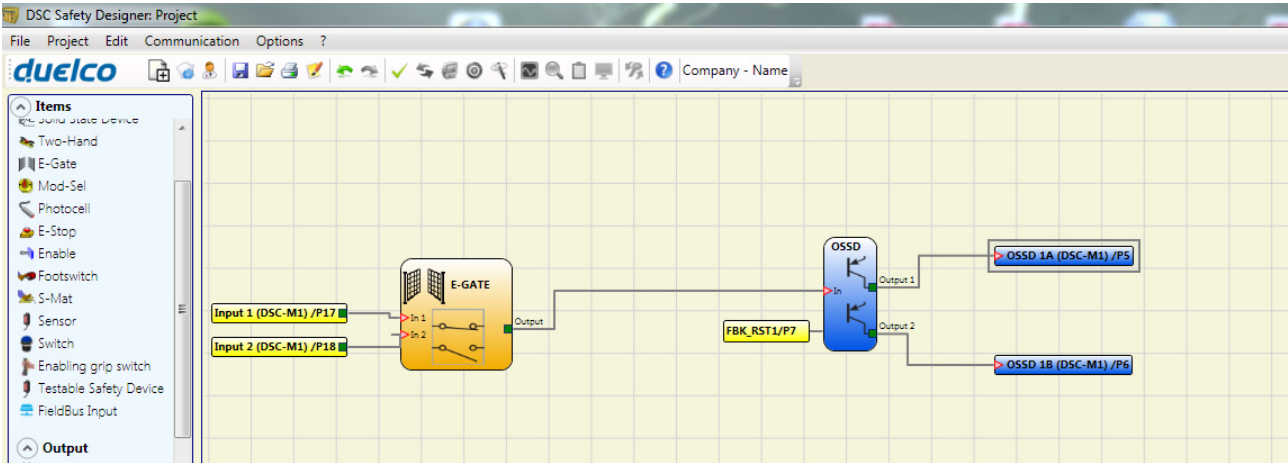 DSC Safety Designer: Project
File Project Edit Communication Options ?
duelco Company - Name
Items
Solid State Device
Two-Hand
E-Gate
Mod-Sel
Photocell
E-Stop
Enable
Footswitch
S-Mat
Sensor
Switch
Enabling grip switch
Testable Safety Device
FieldBus Input
Output
Input 1 (DSC-M1) /P17
Input 2 (DSC-M1) /P18
E-GATE
In 1
In 2
Output
FBK_RST1/P7
OSSD
In
Output 1
Output 2
OSSD 1A (DSC-M1) /P5
OSSD 1B (DSC-M1) /P6